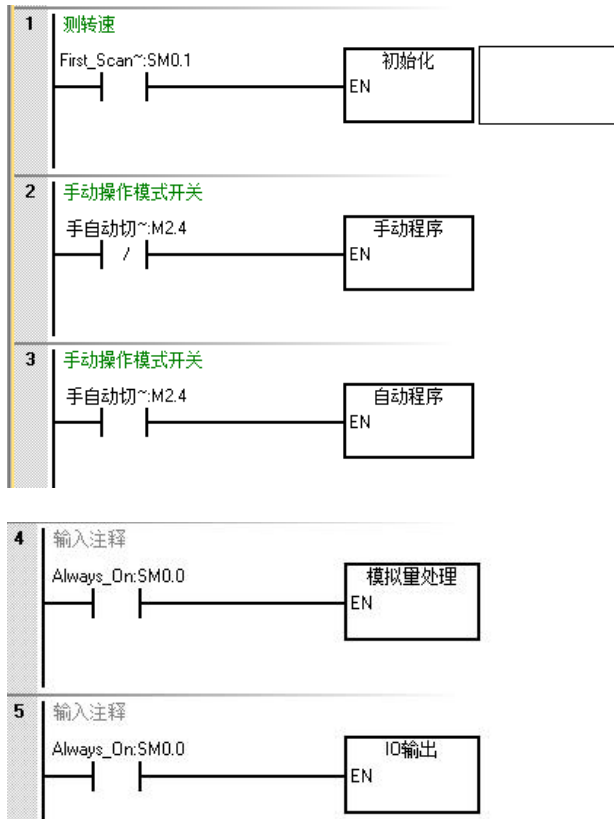 1 测转速
First_Scan~:SM0.1 初始化
EN
2 手动操作模式开关
手自动切~:M2.4 手动程序
/ EN
3 手动操作模式开关
手自动切~:M2.4 自动程序
EN
4 输入注释
Always_On:SM0.0 模拟量处理
EN
5 输入注释
Always_On:SM0.0 IO输出
EN